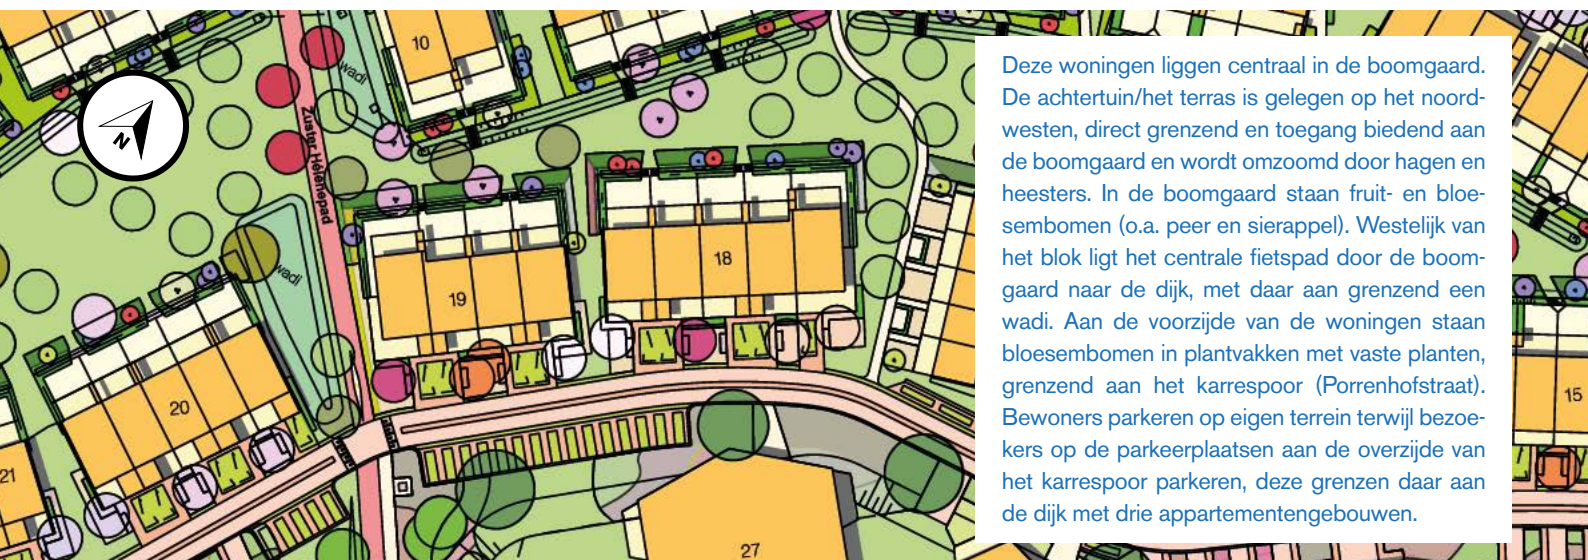 10
wadi
Zuster Hélènepad
N
wadi
18
19
20
21
27
15
Deze woningen liggen centraal in de boomgaard.
De achtertuin/het terras is gelegen op het noord-
westen, direct grenzend en toegang biedend aan
de boomgaard en wordt omzoomd door hagen en
heesters. In de boomgaard staan fruit- en bloe-
sembomen (o.a. peer en sierappel). Westelijk van
het blok ligt het centrale fietspad door de boom-
gaard naar de dijk, met daar aan grenzend een
wadi. Aan de voorzijde van de woningen staan
bloesembomen in plantvakken met vaste planten,
grenzend aan het karrespoor (Porrenhofstraat).
Bewoners parkeren op eigen terrein terwijl bezoe-
kers op de parkeerplaatsen aan de overzijde van
het karrespoor parkeren, deze grenzen daar aan
de dijk met drie appartementengebouwen.